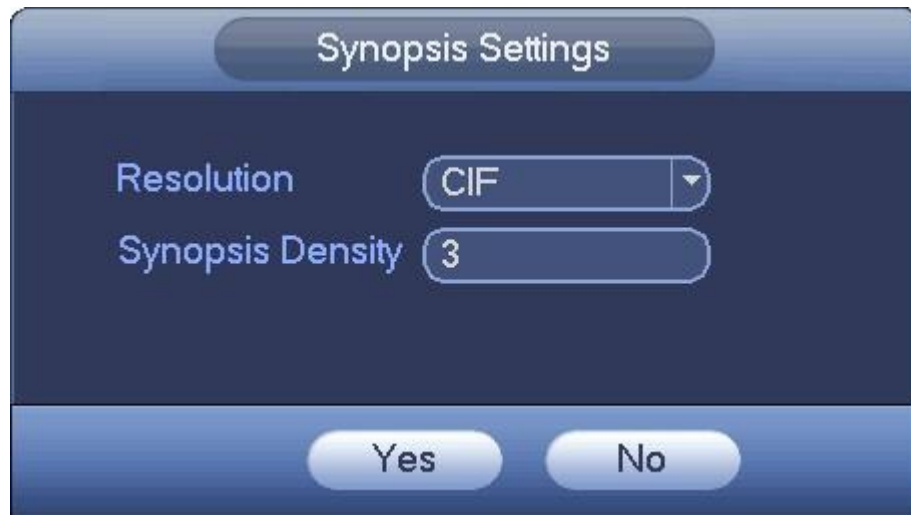 Synopsis Settings
Resolution CIF
Synopsis Density 3
Yes No